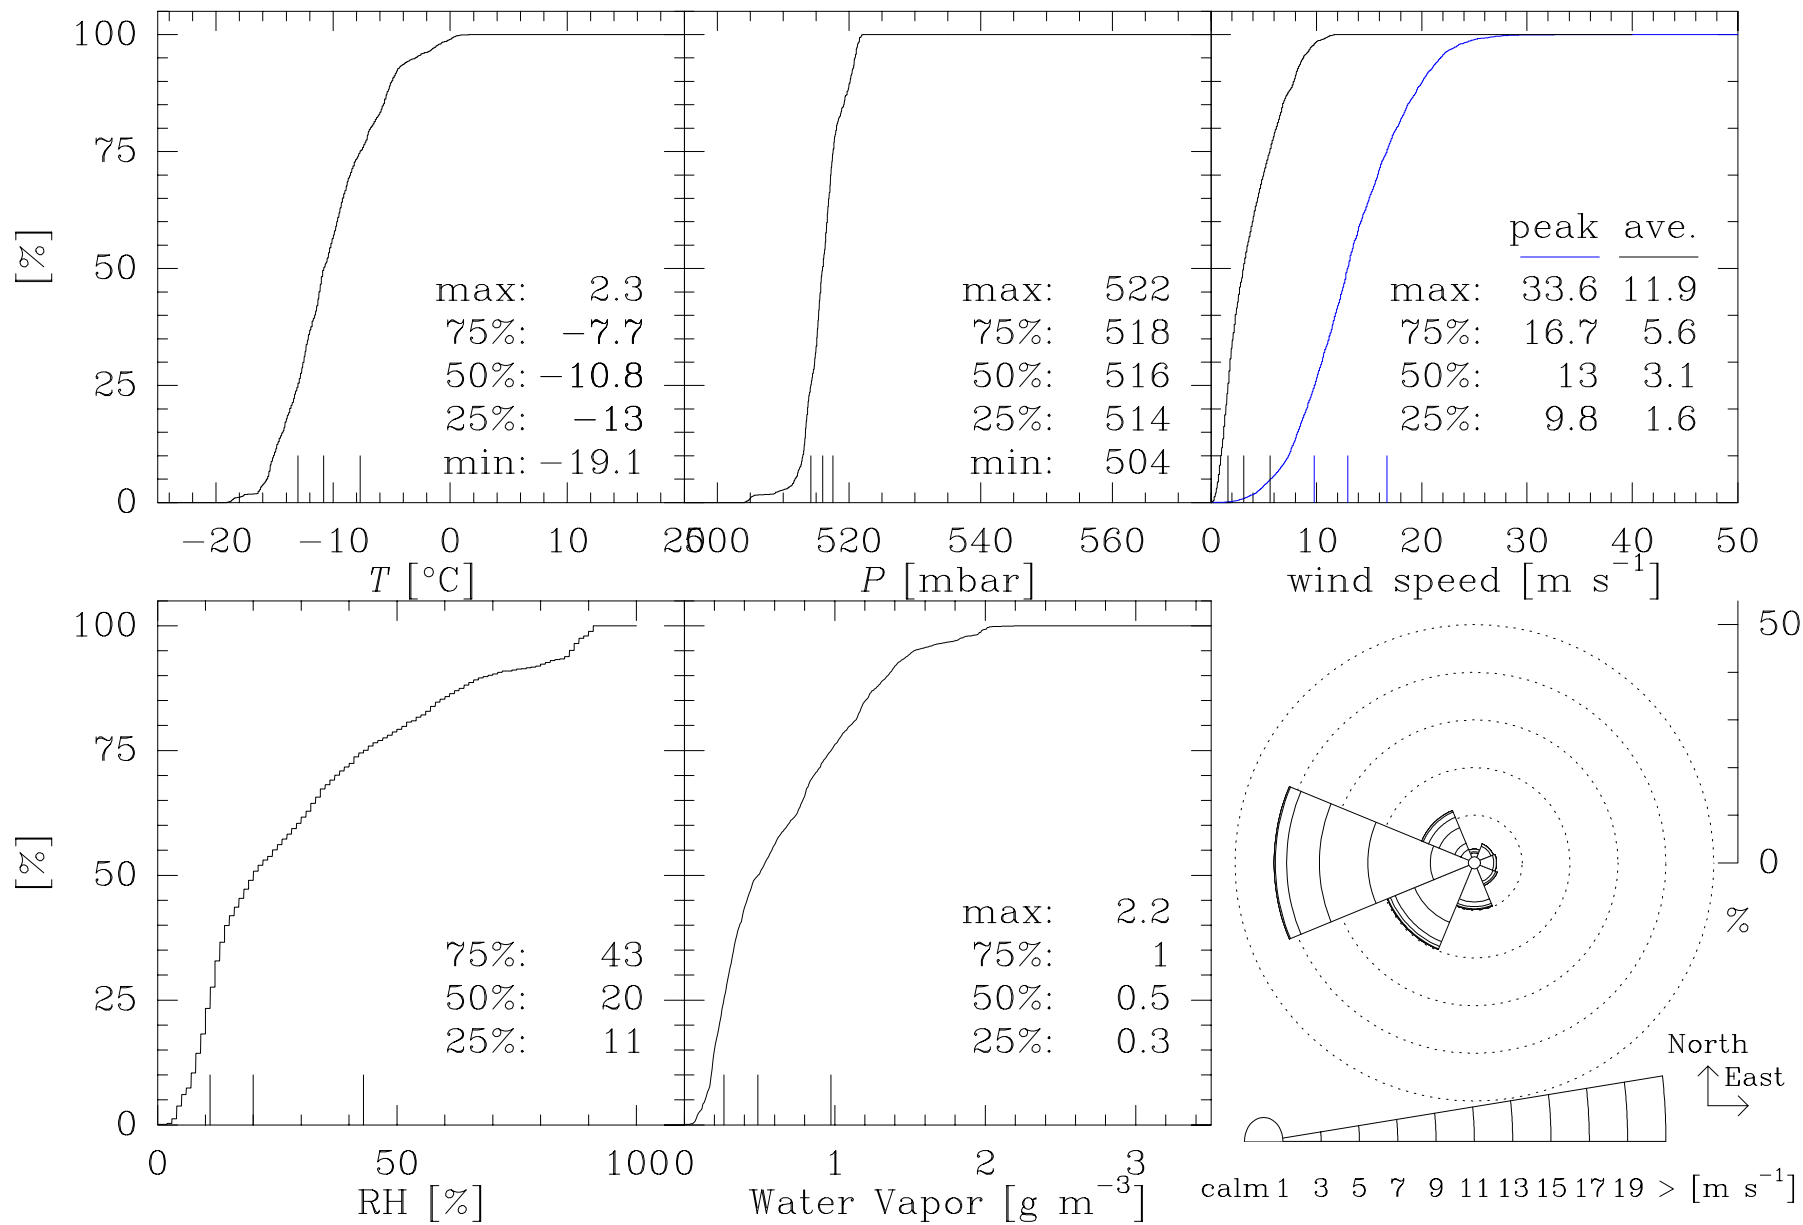 100
75
50
25
0
[%]
max: 2.3
75%: −7.7
50%: −10.8
25%: −13
min: −19.1
−20 −10 0 10 20
T [°C]
max: 522
75%: 518
50%: 516
25%: 514
min: 504
500 520 540 560
P [mbar]
peak ave.
max: 33.6 11.9
75%: 16.7 5.6
50%: 13 3.1
25%: 9.8 1.6
0 10 20 30 40 50
wind speed [m s⁻¹]
100
75
50
25
0
[%]
75%: 43
50%: 20
25%: 11
0 50 100
RH [%]
max: 2.2
75%: 1
50%: 0.5
25%: 0.3
0 1 2 3
Water Vapor [g m⁻³]
50
0
%
North
East
calm 1 3 5 7 9 11 13 15 17 19 > [m s⁻¹]